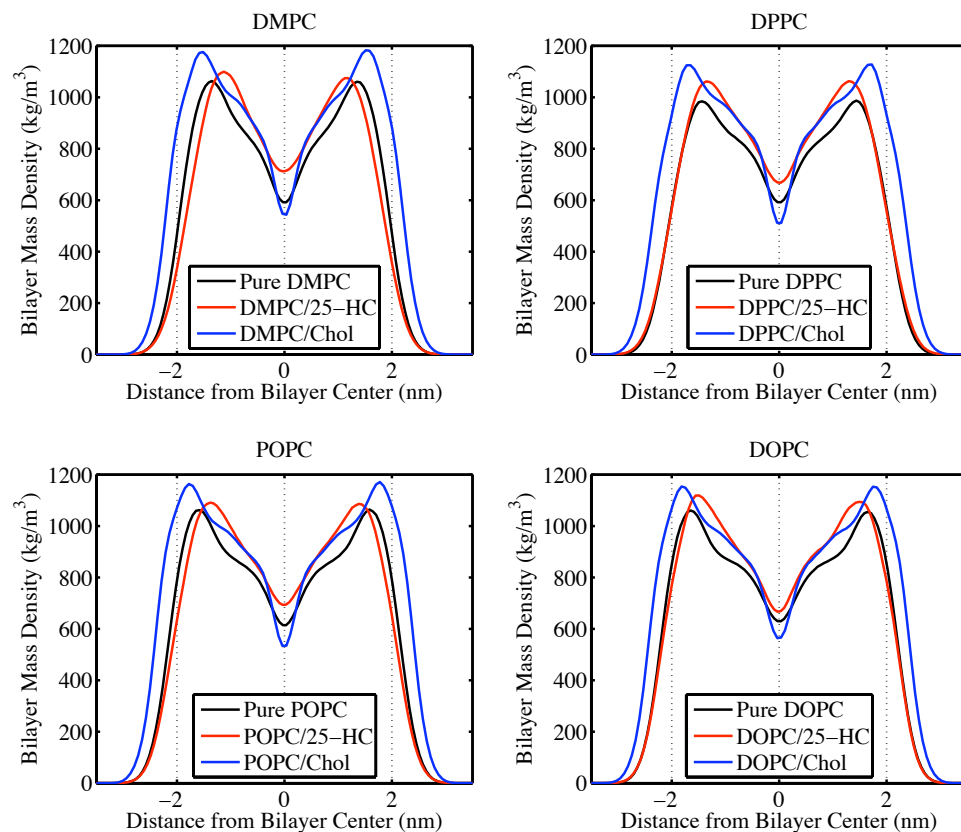 DMPC
1200
1000
800
600
400
200
0
Bilayer Mass Density (kg/m³)
Pure DMPC
DMPC/25−HC
DMPC/Chol
−2 0 2
Distance from Bilayer Center (nm)
DPPC
1200
1000
800
600
400
200
0
Bilayer Mass Density (kg/m³)
Pure DPPC
DPPC/25−HC
DPPC/Chol
−2 0 2
Distance from Bilayer Center (nm)
POPC
1200
1000
800
600
400
200
0
Bilayer Mass Density (kg/m³)
Pure POPC
POPC/25−HC
POPC/Chol
−2 0 2
Distance from Bilayer Center (nm)
DOPC
1200
1000
800
600
400
200
0
Bilayer Mass Density (kg/m³)
Pure DOPC
DOPC/25−HC
DOPC/Chol
−2 0 2
Distance from Bilayer Center (nm)